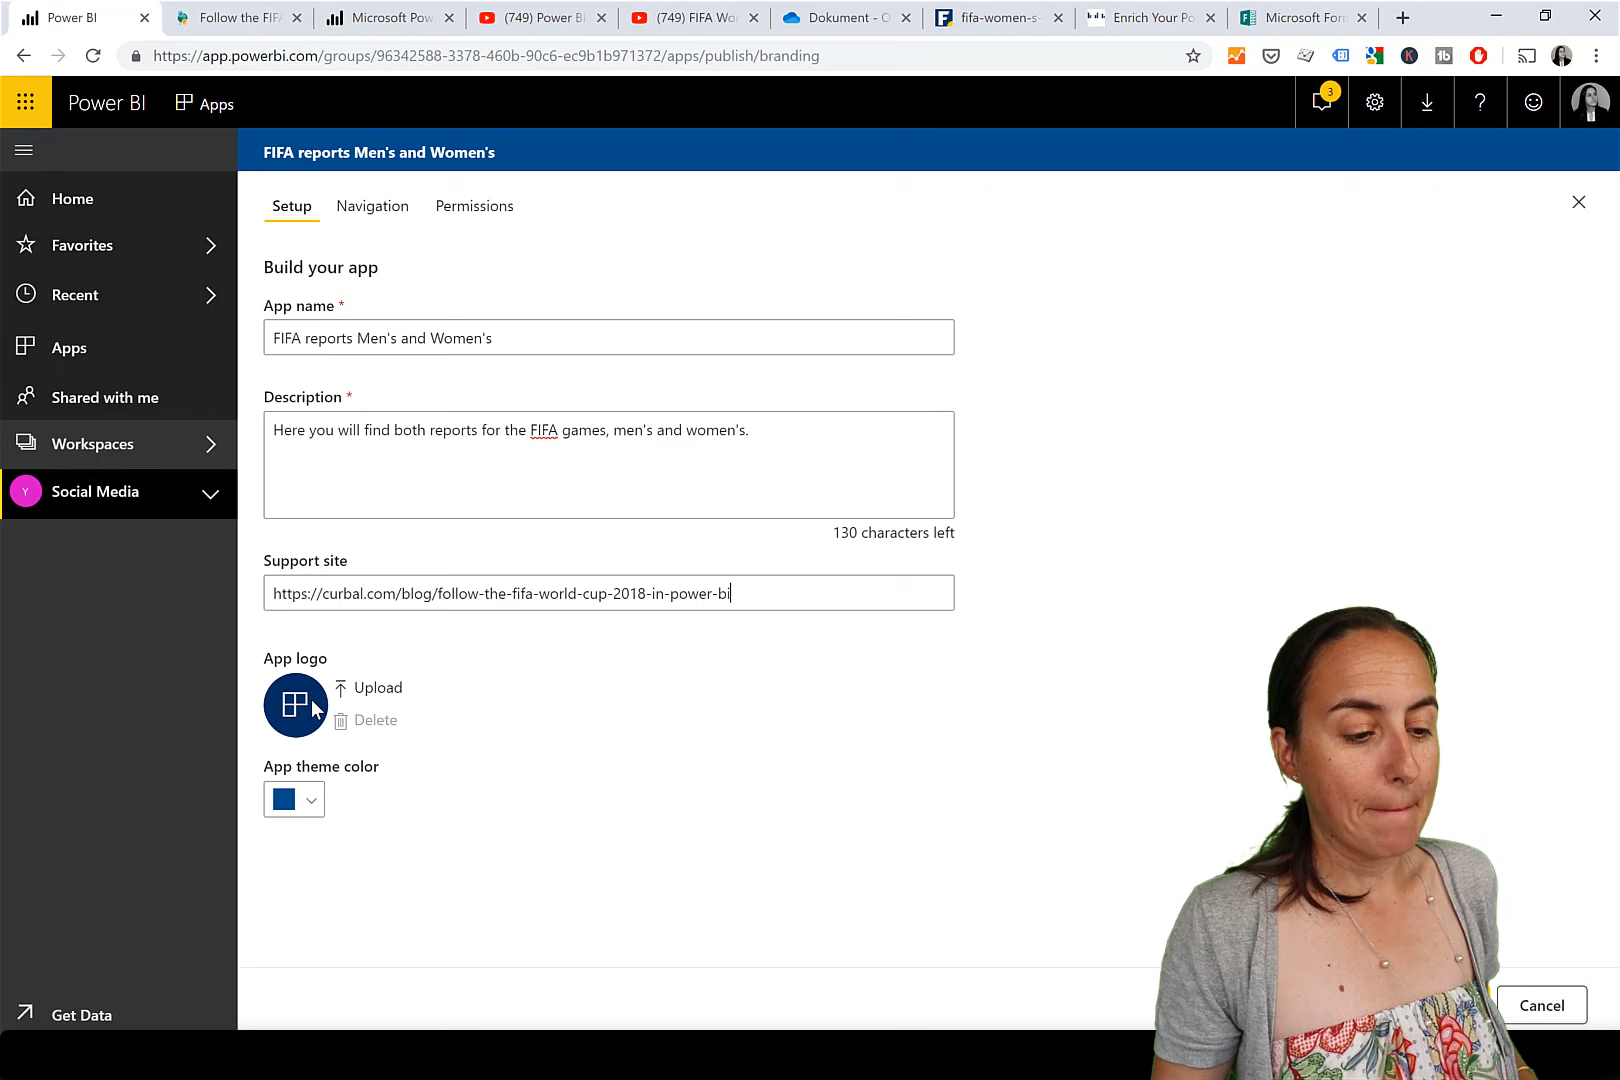 Power BI
Follow the FIF
Microsoft Pow
(749) Power B
(749) FIFA Wo
Dokument - O
fifa-women-s-
Enrich Your Po
Microsoft For
https://app.powerbi.com/groups/96342588-3378-460b-90c6-ec9b1b971372/apps/publish/branding
Power BI
Apps
3
FIFA reports Men's and Women's
Home
Favorites
Recent
Apps
Shared with me
Workspaces
Y
Social Media
Get Data
Setup
Navigation
Permissions
Build your app
App name *
FIFA reports Men's and Women's
Description *
Here you will find both reports for the FIFA games, men's and women's.
130 characters left
Support site
https://curbal.com/blog/follow-the-fifa-world-cup-2018-in-power-bi
App logo
Upload
Delete
App theme color
Cancel